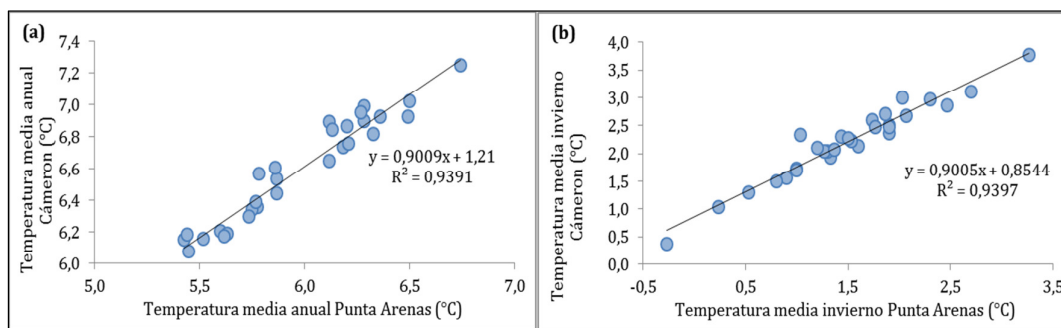 (a)
Temperatura media anual
Cámeron (°C)
7,4
7,2
7,0
6,8
6,6
6,4
6,2
6,0
y = 0,9009x + 1,21
R² = 0,9391
5,0 5,5 6,0 6,5 7,0
Temperatura media anual Punta Arenas (°C)
(b)
Temperatura media invierno
Cámeron (°C)
4,0
3,5
3,0
2,5
2,0
1,5
1,0
0,5
0,0
y = 0,9005x + 0,8544
R² = 0,9397
-0,5 0,5 1,5 2,5 3,5
Temperatura media invierno Punta Arenas (°C)